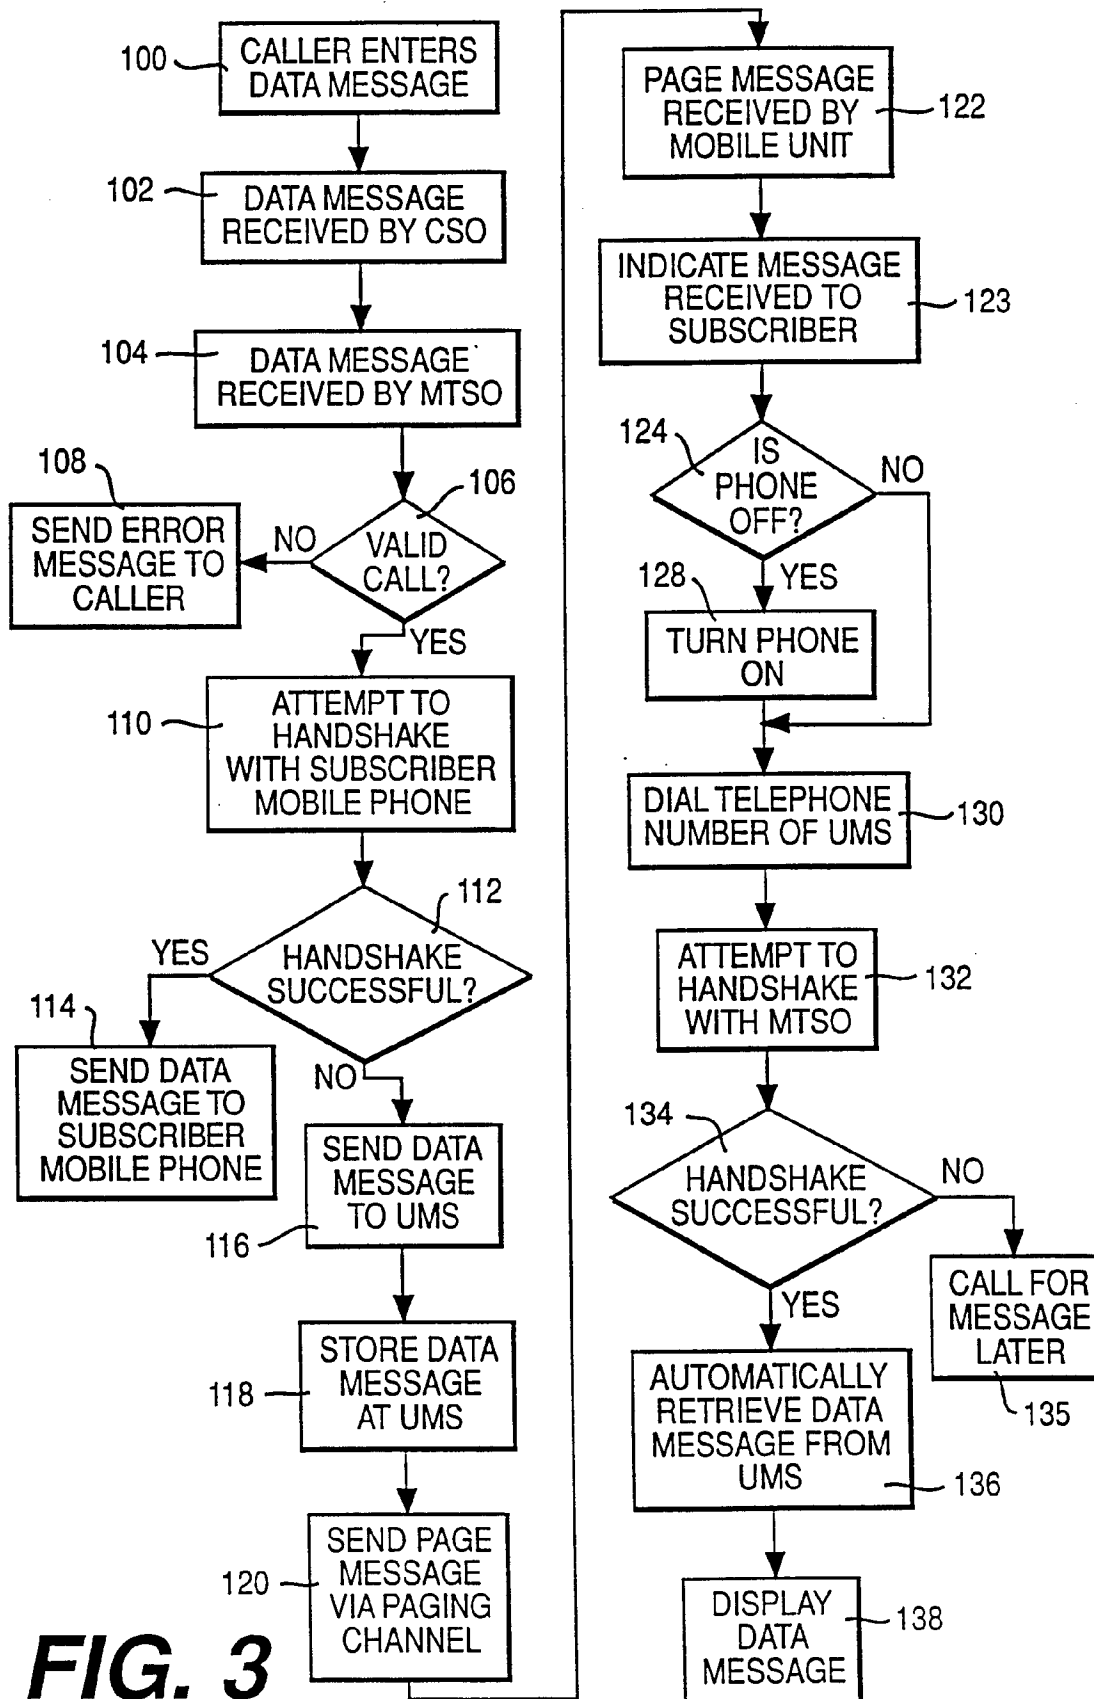 100
CALLER ENTERS
DATA MESSAGE
102
DATA MESSAGE
RECEIVED BY CSO
104
DATA MESSAGE
RECEIVED BY MTSO
106
VALID
CALL?
NO
108
SEND ERROR
MESSAGE TO
CALLER
YES
110
ATTEMPT TO
HANDSHAKE
WITH SUBSCRIBER
MOBILE PHONE
112
HANDSHAKE
SUCCESSFUL?
YES
114
SEND DATA
MESSAGE TO
SUBSCRIBER
MOBILE PHONE
NO
SEND DATA
MESSAGE
TO UMS
116
STORE DATA
MESSAGE
AT UMS
118
SEND PAGE
MESSAGE
VIA PAGING
CHANNEL
120
PAGE MESSAGE
RECEIVED BY
MOBILE UNIT
122
INDICATE MESSAGE
RECEIVED TO
SUBSCRIBER
123
124
IS
PHONE
OFF?
NO
YES
128
TURN PHONE
ON
DIAL TELEPHONE
NUMBER OF UMS
130
ATTEMPT TO
HANDSHAKE
WITH MTSO
132
134
HANDSHAKE
SUCCESSFUL?
NO
CALL FOR
MESSAGE
LATER
135
YES
AUTOMATICALLY
RETRIEVE DATA
MESSAGE FROM
UMS
136
DISPLAY
DATA
MESSAGE
138
FIG. 3